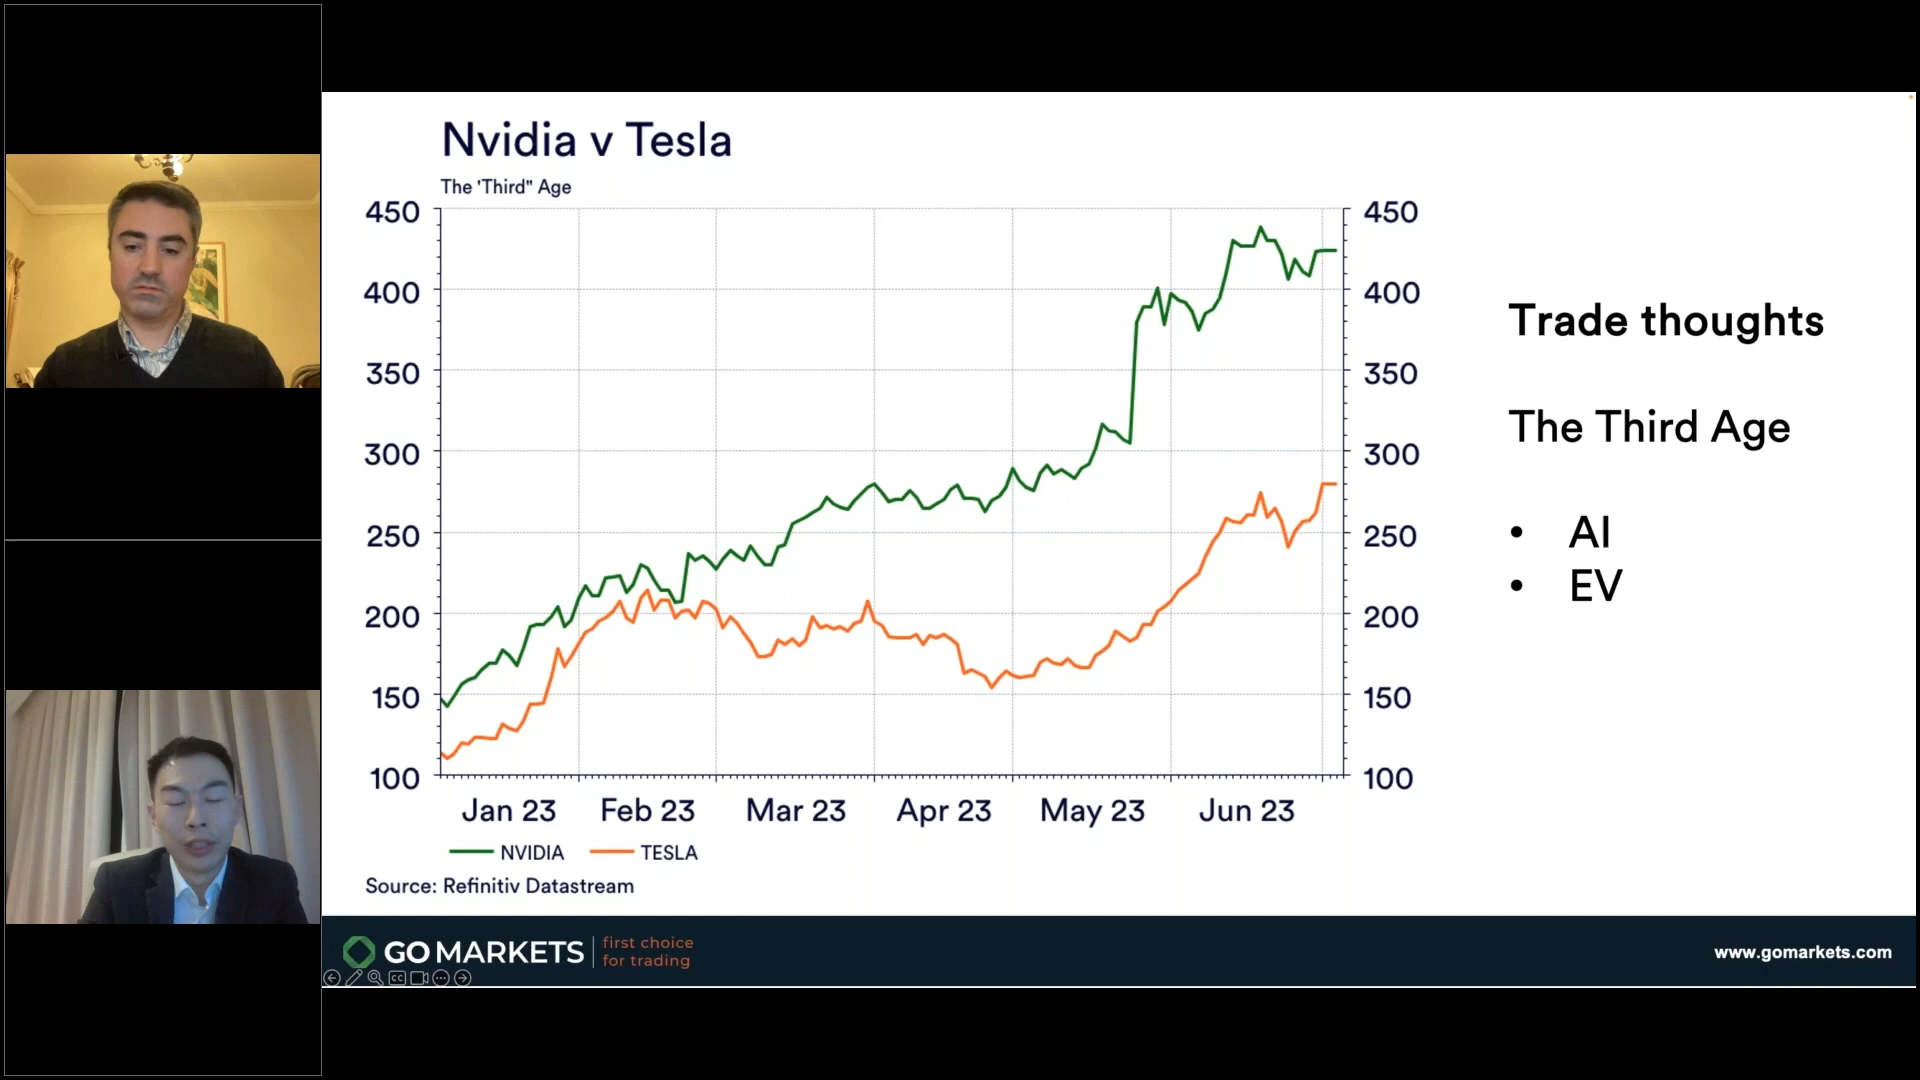 Nvidia v Tesla
The 'Third" Age
450
400
350
300
250
200
150
100
450
400
350
300
250
200
150
100
Jan 23 Feb 23 Mar 23 Apr 23 May 23 Jun 23
NVIDIA TESLA
Source: Refinitiv Datastream
Trade thoughts
The Third Age
• AI
• EV
GO MARKETS
first choice
for trading
CC
www.gomarkets.com